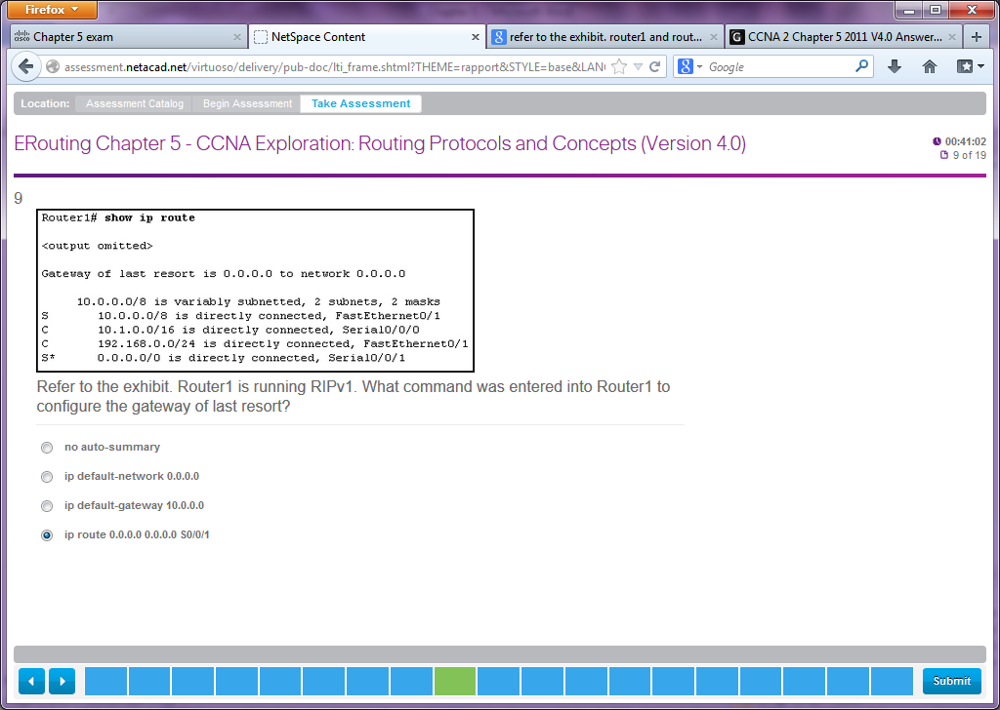 Firefox
Chapter 5 exam
NetSpace Content
refer to the exhibit. router1 and rout...
CCNA 2 Chapter 5 2011 V4.0 Answer...
assessment.netacad.net/virtuoso/delivery/pub-doc/lti_frame.shtml?THEME=rapport&STYLE=base&LAN
Google
Location: Assessment Catalog Begin Assessment Take Assessment
ERouting Chapter 5 - CCNA Exploration: Routing Protocols and Concepts (Version 4.0)
00:41:02
9 of 19
9
Router1# show ip route
<output omitted>
Gateway of last resort is 0.0.0.0 to network 0.0.0.0
10.0.0.0/8 is variably subnetted, 2 subnets, 2 masks
S 10.0.0.0/8 is directly connected, FastEthernet0/1
C 10.1.0.0/16 is directly connected, Serial0/0/0
C 192.168.0.0/24 is directly connected, FastEthernet0/1
S* 0.0.0.0/0 is directly connected, Serial0/0/1
Refer to the exhibit. Router1 is running RIPv1. What command was entered into Router1 to
configure the gateway of last resort?
no auto-summary
ip default-network 0.0.0.0
ip default-gateway 10.0.0.0
ip route 0.0.0.0 0.0.0.0 S0/0/1
Submit